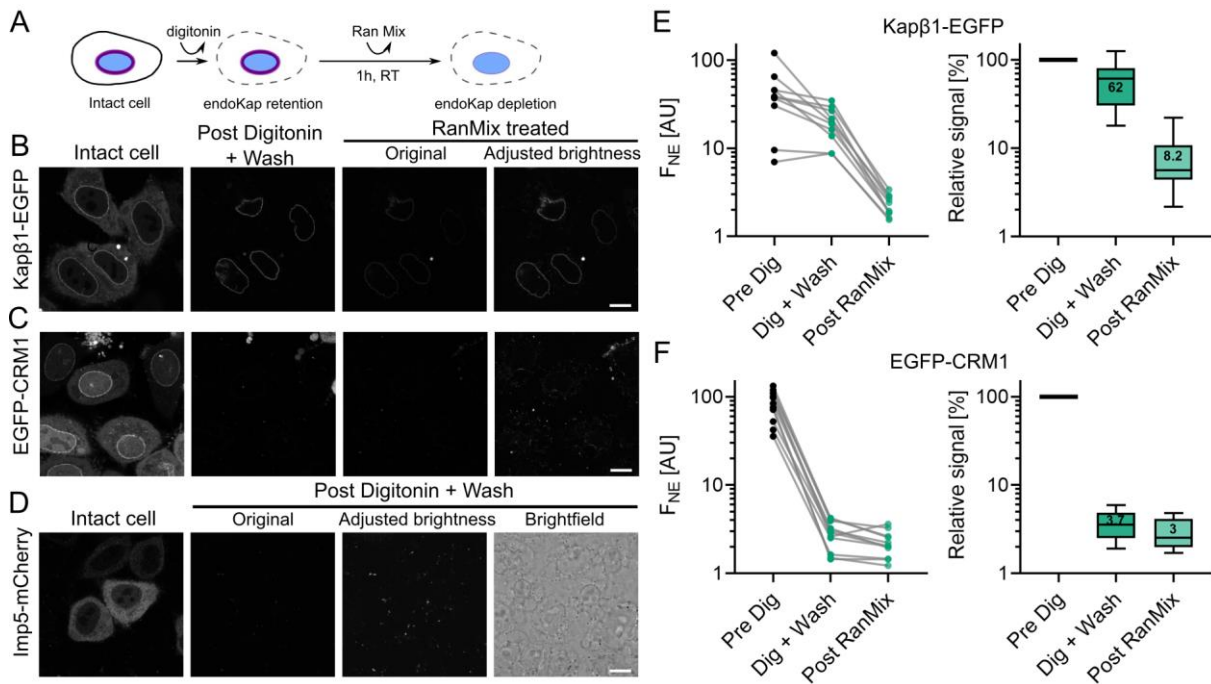 A
digitonin
Ran Mix
1h, RT
Intact cell
endoKap retention
endoKap depletion
B
Intact cell
Post Digitonin
+ Wash
RanMix treated
Original
Adjusted brightness
Kapβ1-EGFP
C
EGFP-CRM1
D
Post Digitonin + Wash
Intact cell
Original
Adjusted brightness
Brightfield
Imp5-mCherry
E
Kapβ1-EGFP
F_NE [AU]
100
10
1
Pre Dig
Dig + Wash
Post RanMix
Relative signal [%]
100
10
1
62
8.2
Pre Dig
Dig + Wash
Post RanMix
F
EGFP-CRM1
F_NE [AU]
100
10
1
Pre Dig
Dig + Wash
Post RanMix
Relative signal [%]
100
10
1
3.7
3
Pre Dig
Dig + Wash
Post RanMix